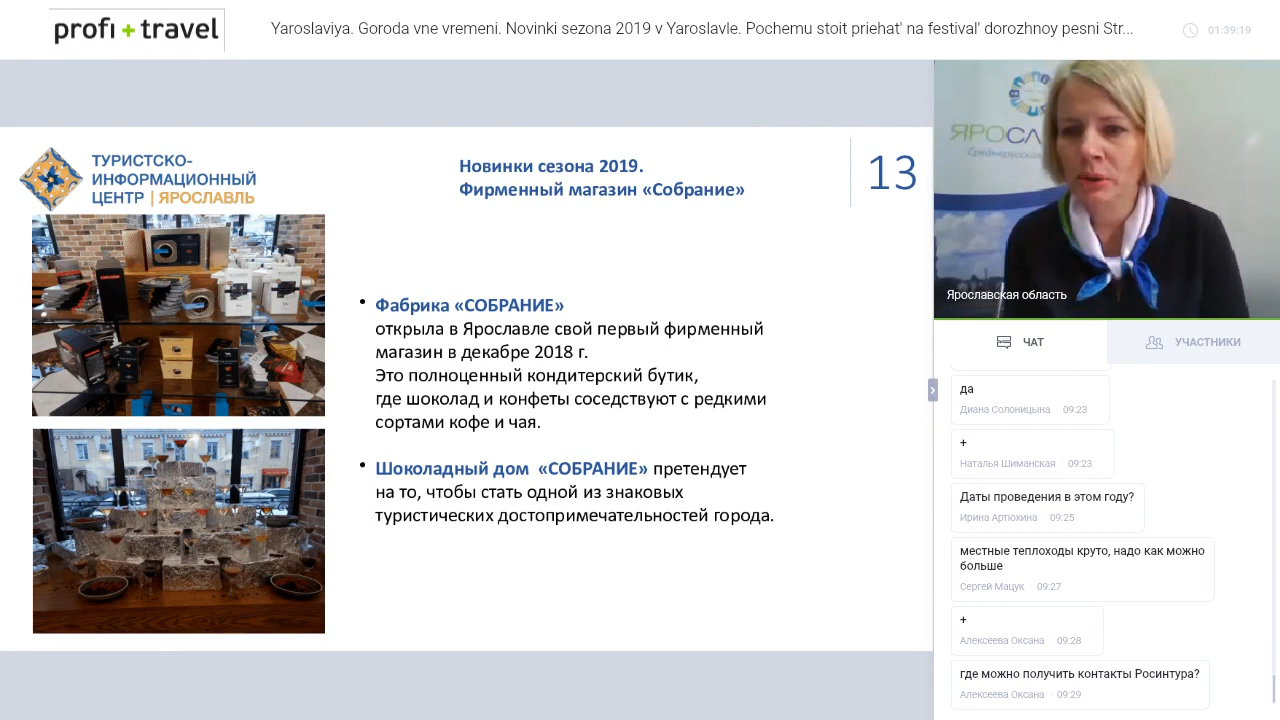 profi + travel
Yaroslaviya. Goroda vne vremeni. Novinki sezona 2019 v Yaroslavle. Pochemu stoit priehat' na festival' dorozhnoy pesni Str...
01:39:19
ТУРИСТСКО-
ИНФОРМАЦИОННЫЙ
ЦЕНТР | ЯРОСЛАВЛЬ
Новинки сезона 2019.
Фирменный магазин «Собрание»
13
• Фабрика «СОБРАНИЕ»
открыла в Ярославле свой первый фирменный
магазин в декабре 2018 г.
Это полноценный кондитерский бутик,
где шоколад и конфеты соседствуют с редкими
сортами кофе и чая.
• Шоколадный дом «СОБРАНИЕ» претендует
на то, чтобы стать одной из знаковых
туристических достопримечательностей города.
ЯРОСЛ
Ярославская область
ЧАТ
УЧАСТНИКИ
да
Диана Солоницына · 09:23
+
Наталья Шиманская · 09:23
Даты проведения в этом году?
Ирина Артюхина · 09:25
местные теплоходы круто, надо как можно
больше
Сергей Мацук · 09:27
+
Алексеева Оксана · 09:28
где можно получить контакты Росинтура?
Алексеева Оксана · 09:29